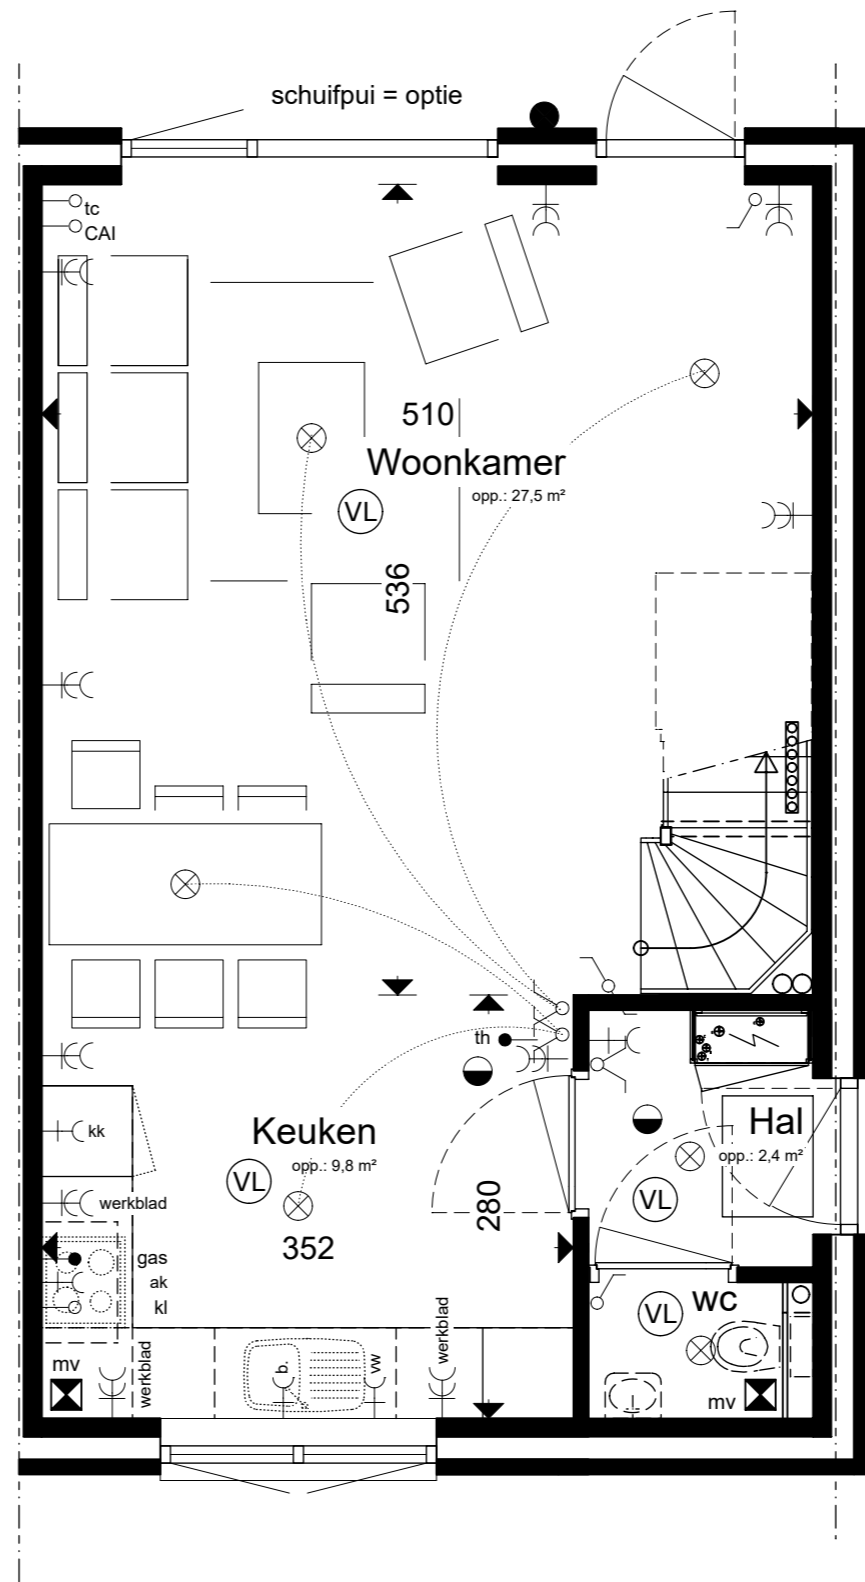 schuifpui = optie
tc
CAI
510
Woonkamer
opp.: 27,5 m²
VL
536
th
Keuken
opp.: 9,8 m²
VL
280
352
kk
werkblad
gas
ak
kl
mv
werkblad
b.
vw
werkblad
Hal
opp.: 2,4 m²
VL
VL
wc
mv